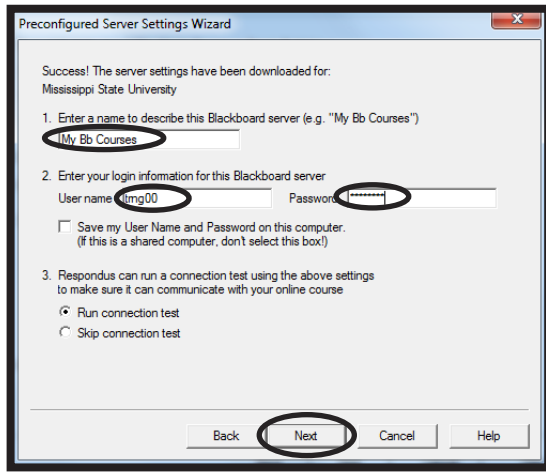 Preconfigured Server Settings Wizard
Success! The server settings have been downloaded for:
Mississippi State University
1. Enter a name to describe this Blackboard server (e.g. "My Bb Courses")
My Bb Courses
2. Enter your login information for this Blackboard server
User name ltmg00 Password ********
Save my User Name and Password on this computer.
(If this is a shared computer, don't select this box!)
3. Respondus can run a connection test using the above settings
to make sure it can communicate with your online course
Run connection test
Skip connection test
Back Next Cancel Help